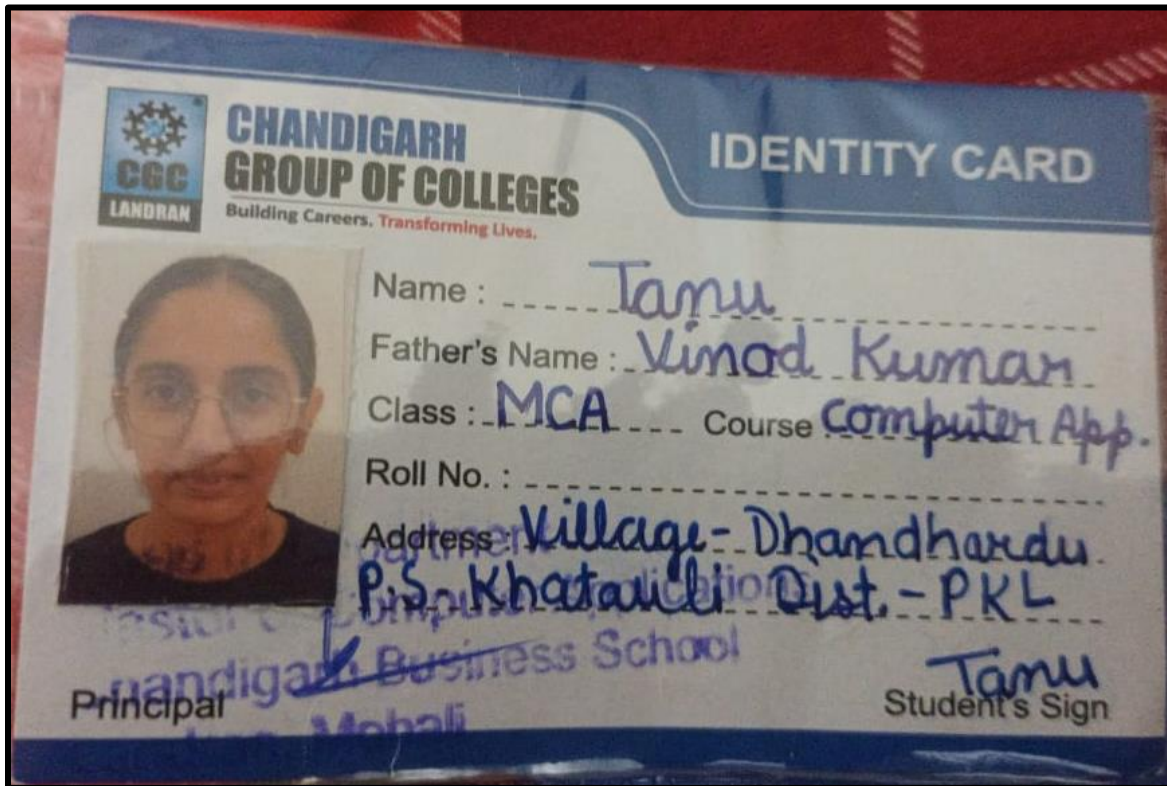 CGC
LANDRAN
CHANDIGARH
GROUP OF COLLEGES
Building Careers. Transforming Lives.
IDENTITY CARD
Name : Tanu
Father's Name : Vinod Kumar
Class : MCA Course Computer App.
Roll No. :
Address Village - Dhandhardu
P.S. - Khatauli Dist. - PKL
Business School
Mohali
Principal
Tanu
Student's Sign